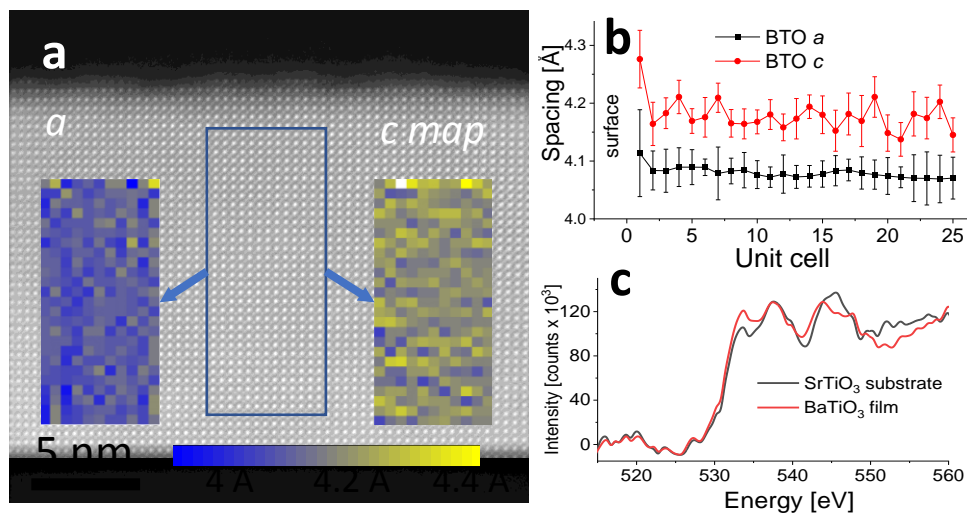 a
a
c map
5 nm
4 A
4.2 A
4.4 A
b
BTO a
BTO c
Spacing [Å]
4.3
4.2
4.1
4.0
surface
0
5
10
15
20
25
Unit cell
c
Intensity [counts x 10³]
120
80
40
0
SrTiO₃ substrate
BaTiO₃ film
520
530
540
550
560
Energy [eV]